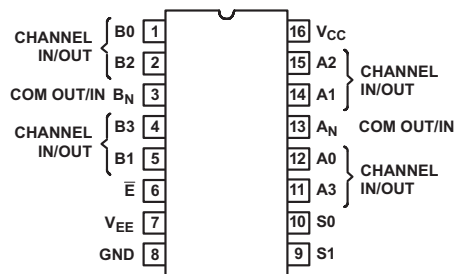 CHANNEL
IN/OUT
B0 1
B2 2
COM OUT/IN BN 3
CHANNEL
IN/OUT
B3 4
B1 5
E̅ 6
VEE 7
GND 8
16 VCC
15 A2
14 A1
CHANNEL
IN/OUT
13 AN COM OUT/IN
12 A0
11 A3
CHANNEL
IN/OUT
10 S0
9 S1